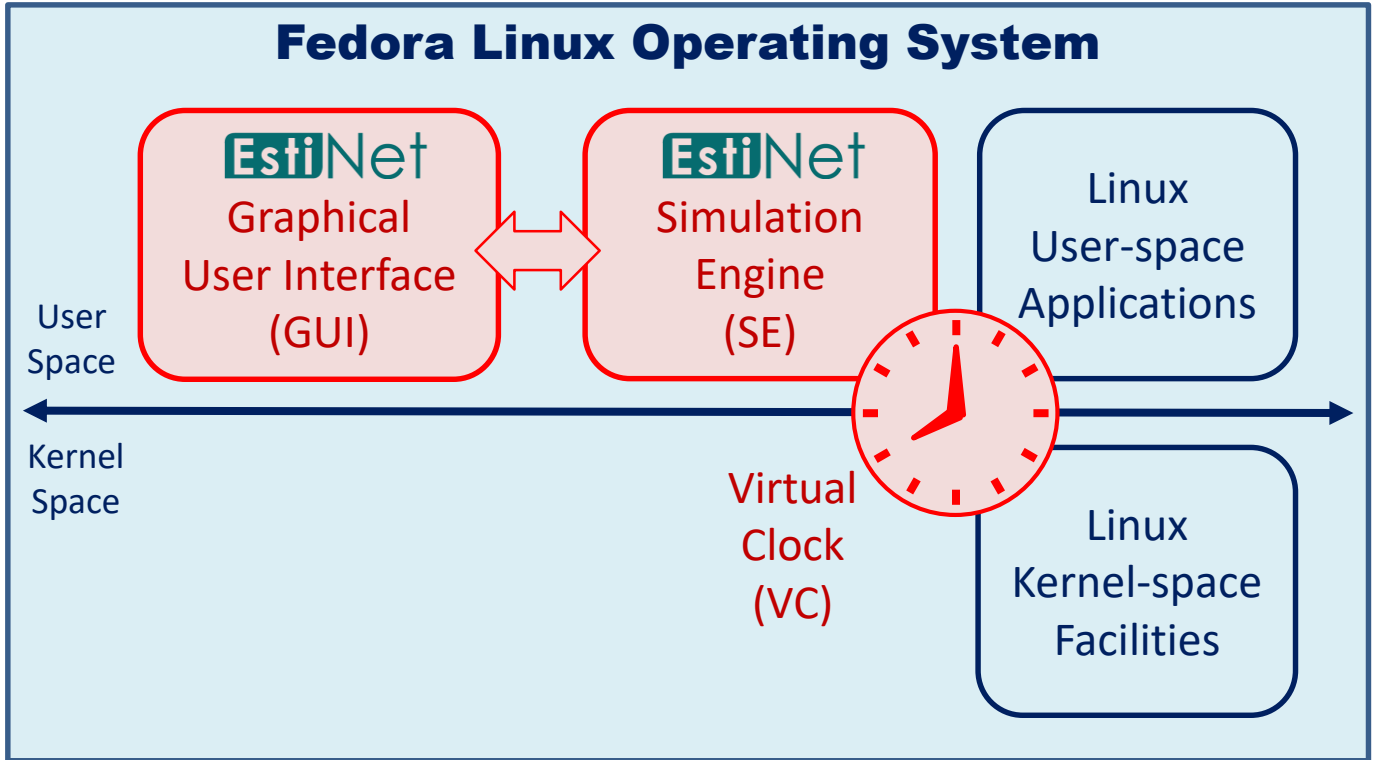 Fedora Linux Operating System
EstiNet
Graphical
User Interface
(GUI)
EstiNet
Simulation
Engine
(SE)
Linux
User-space
Applications
User
Space
Kernel
Space
Virtual
Clock
(VC)
Linux
Kernel-space
Facilities